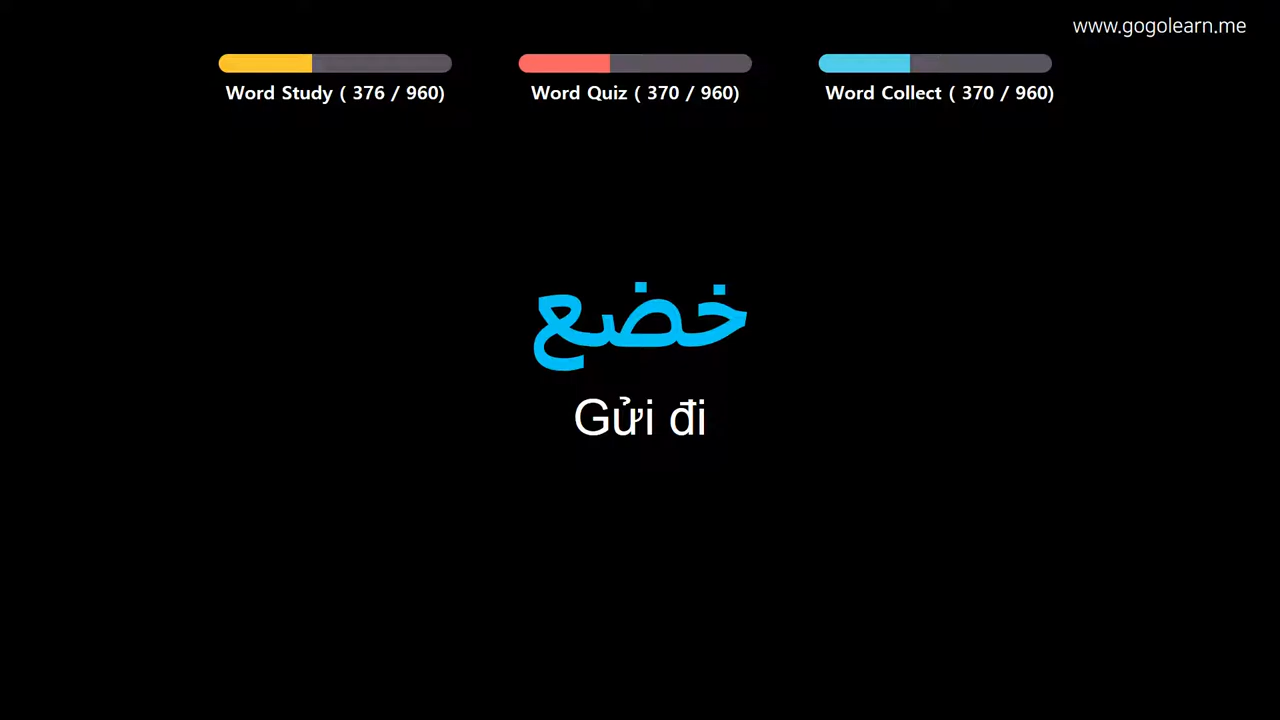 www.gogolearn.me
Word Study ( 376 / 960)
Word Quiz ( 370 / 960)
Word Collect ( 370 / 960)
خضع
Gửi đi